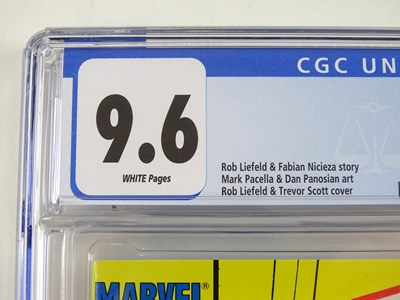 CGC UN
9.6
WHITE Pages
Rob Liefeld & Fabian Nicieza story
Mark Pacella & Dan Panosian art
Rob Liefeld & Trevor Scott cover
MARVEL®